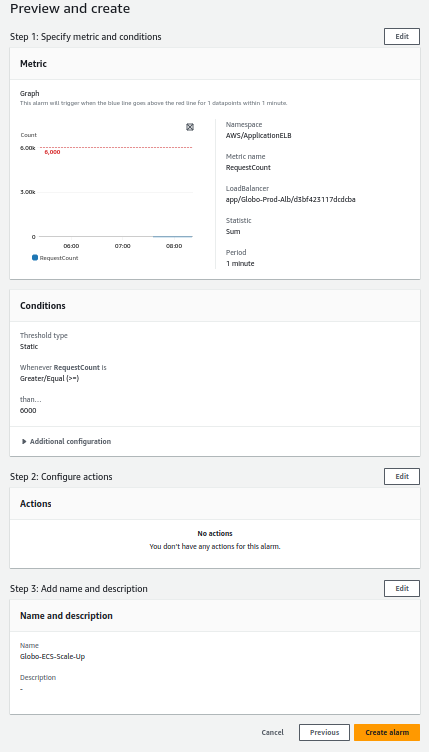 Preview and create
Step 1: Specify metric and conditions
Edit
Metric
Graph
This alarm will trigger when the blue line goes above the red line for 1 datapoints within 1 minute.
Count
6.00k
6,000
3.00k
0
06:00 07:00 08:00
RequestCount
Namespace
AWS/ApplicationELB
Metric name
RequestCount
LoadBalancer
app/Globo-Prod-Alb/d3bf423117dcdcba
Statistic
Sum
Period
1 minute
Conditions
Threshold type
Static
Whenever RequestCount is
Greater/Equal (>=)
than...
6000
Additional configuration
Step 2: Configure actions
Edit
Actions
No actions
You don't have any actions for this alarm.
Step 3: Add name and description
Edit
Name and description
Name
Globo-ECS-Scale-Up
Description
-
Cancel Previous Create alarm